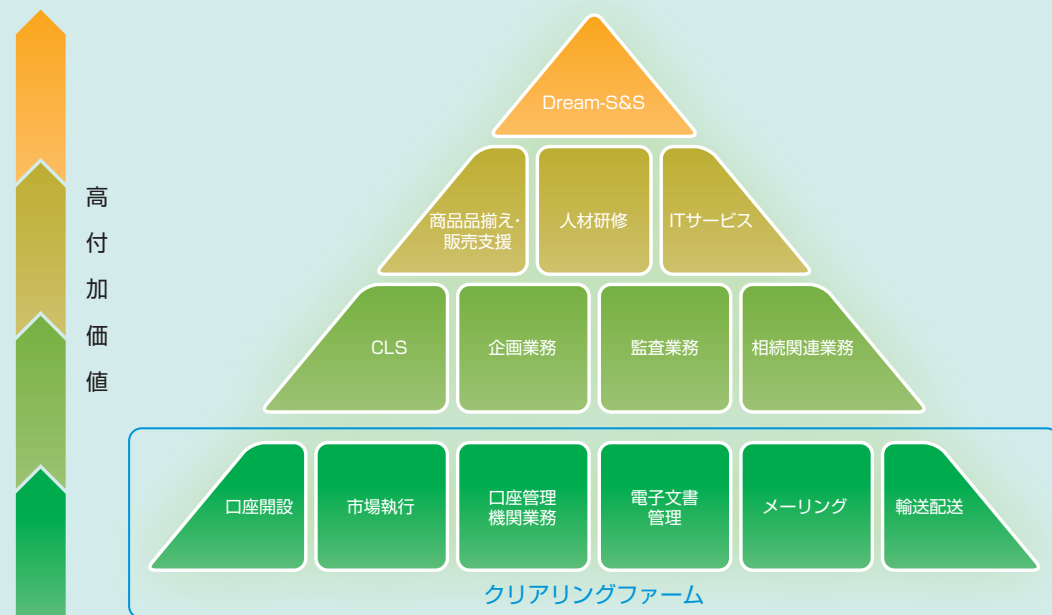 Dream-S&S
高付加価値
商品品揃え・
販売支援
人材研修
ITサービス
CLS
企画業務
監査業務
相続関連業務
口座開設
市場執行
口座管理
機関業務
電子文書
管理
メーリング
輸送配送
クリアリングファーム